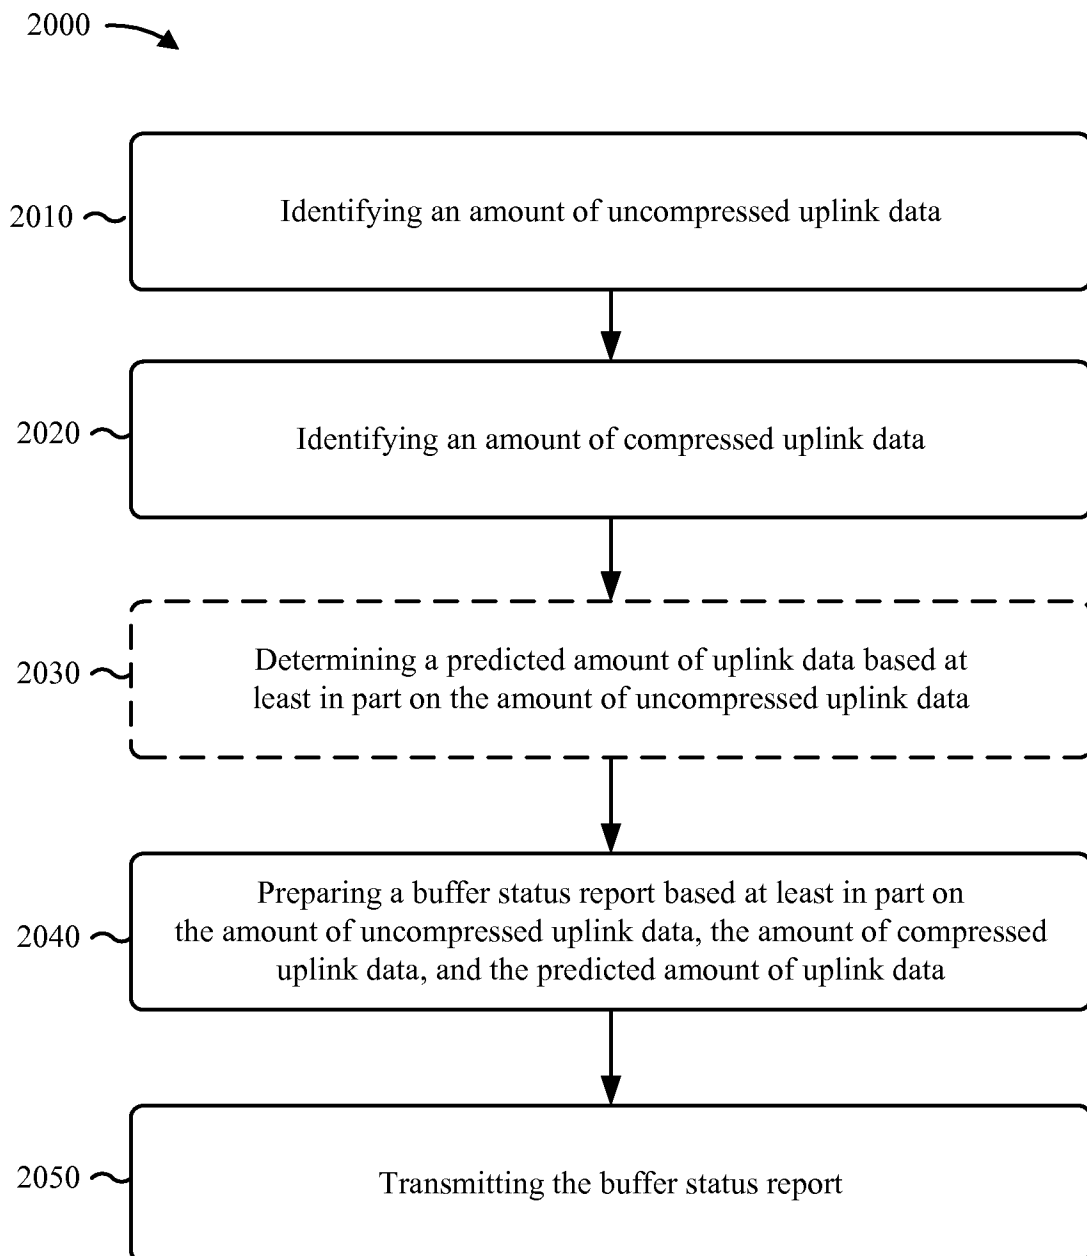 2000
2010
Identifying an amount of uncompressed uplink data
2020
Identifying an amount of compressed uplink data
2030
Determining a predicted amount of uplink data based at
least in part on the amount of uncompressed uplink data
2040
Preparing a buffer status report based at least in part on
the amount of uncompressed uplink data, the amount of compressed
uplink data, and the predicted amount of uplink data
2050
Transmitting the buffer status report